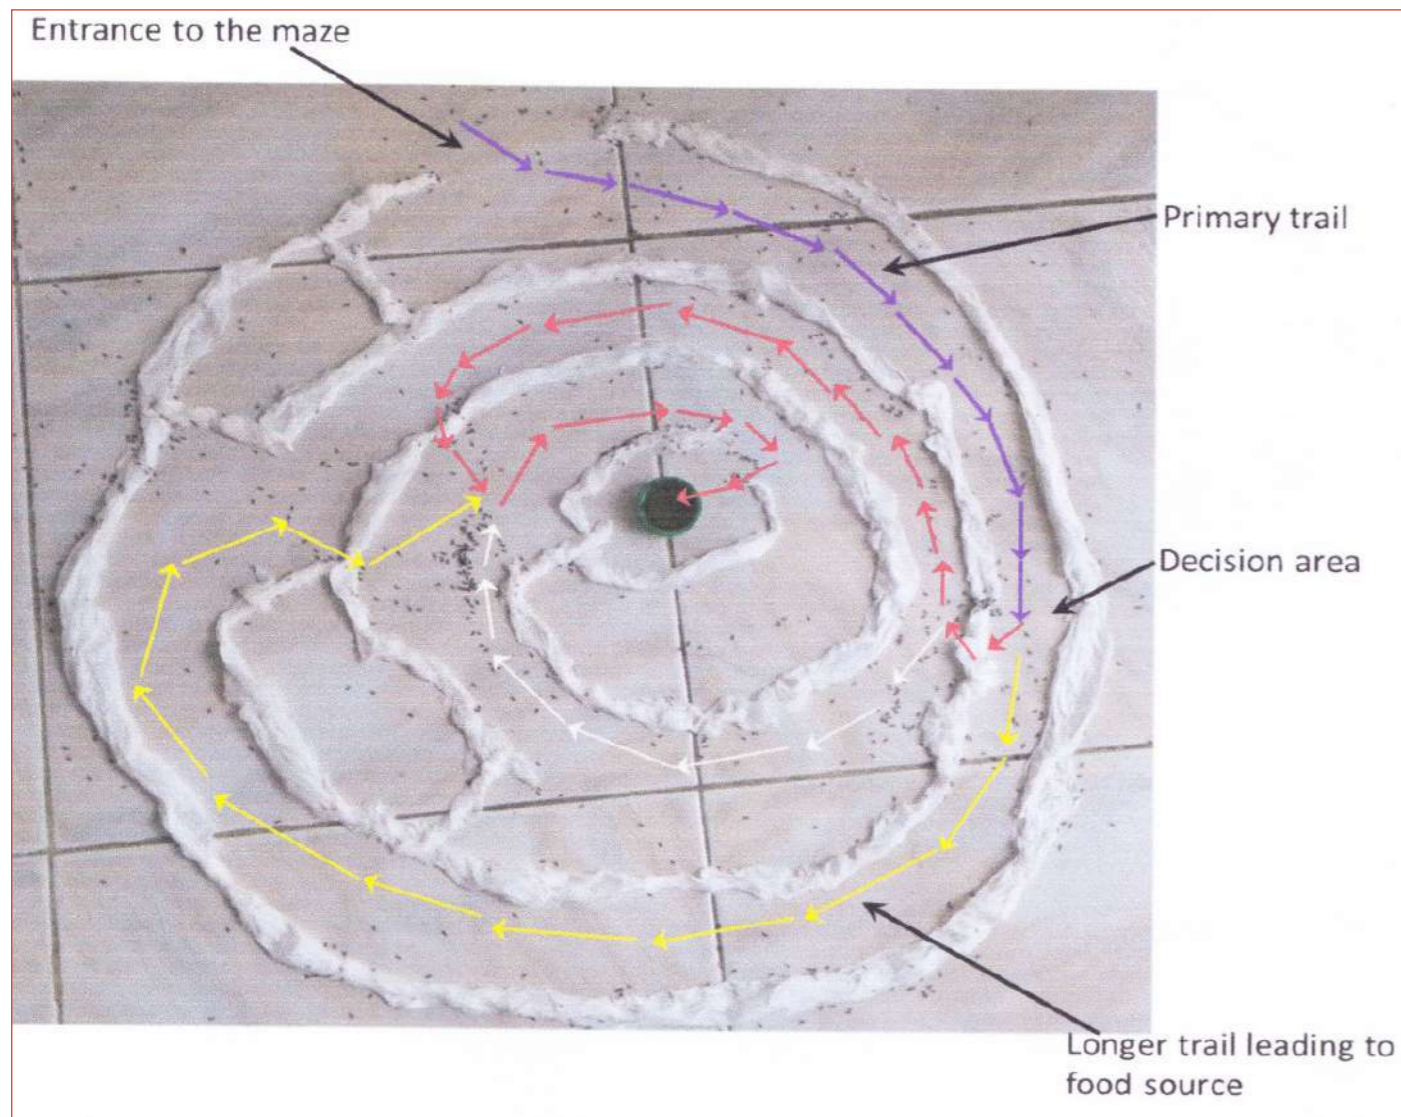 Entrance to the maze
Primary trail
Decision area
Longer trail leading to
food source